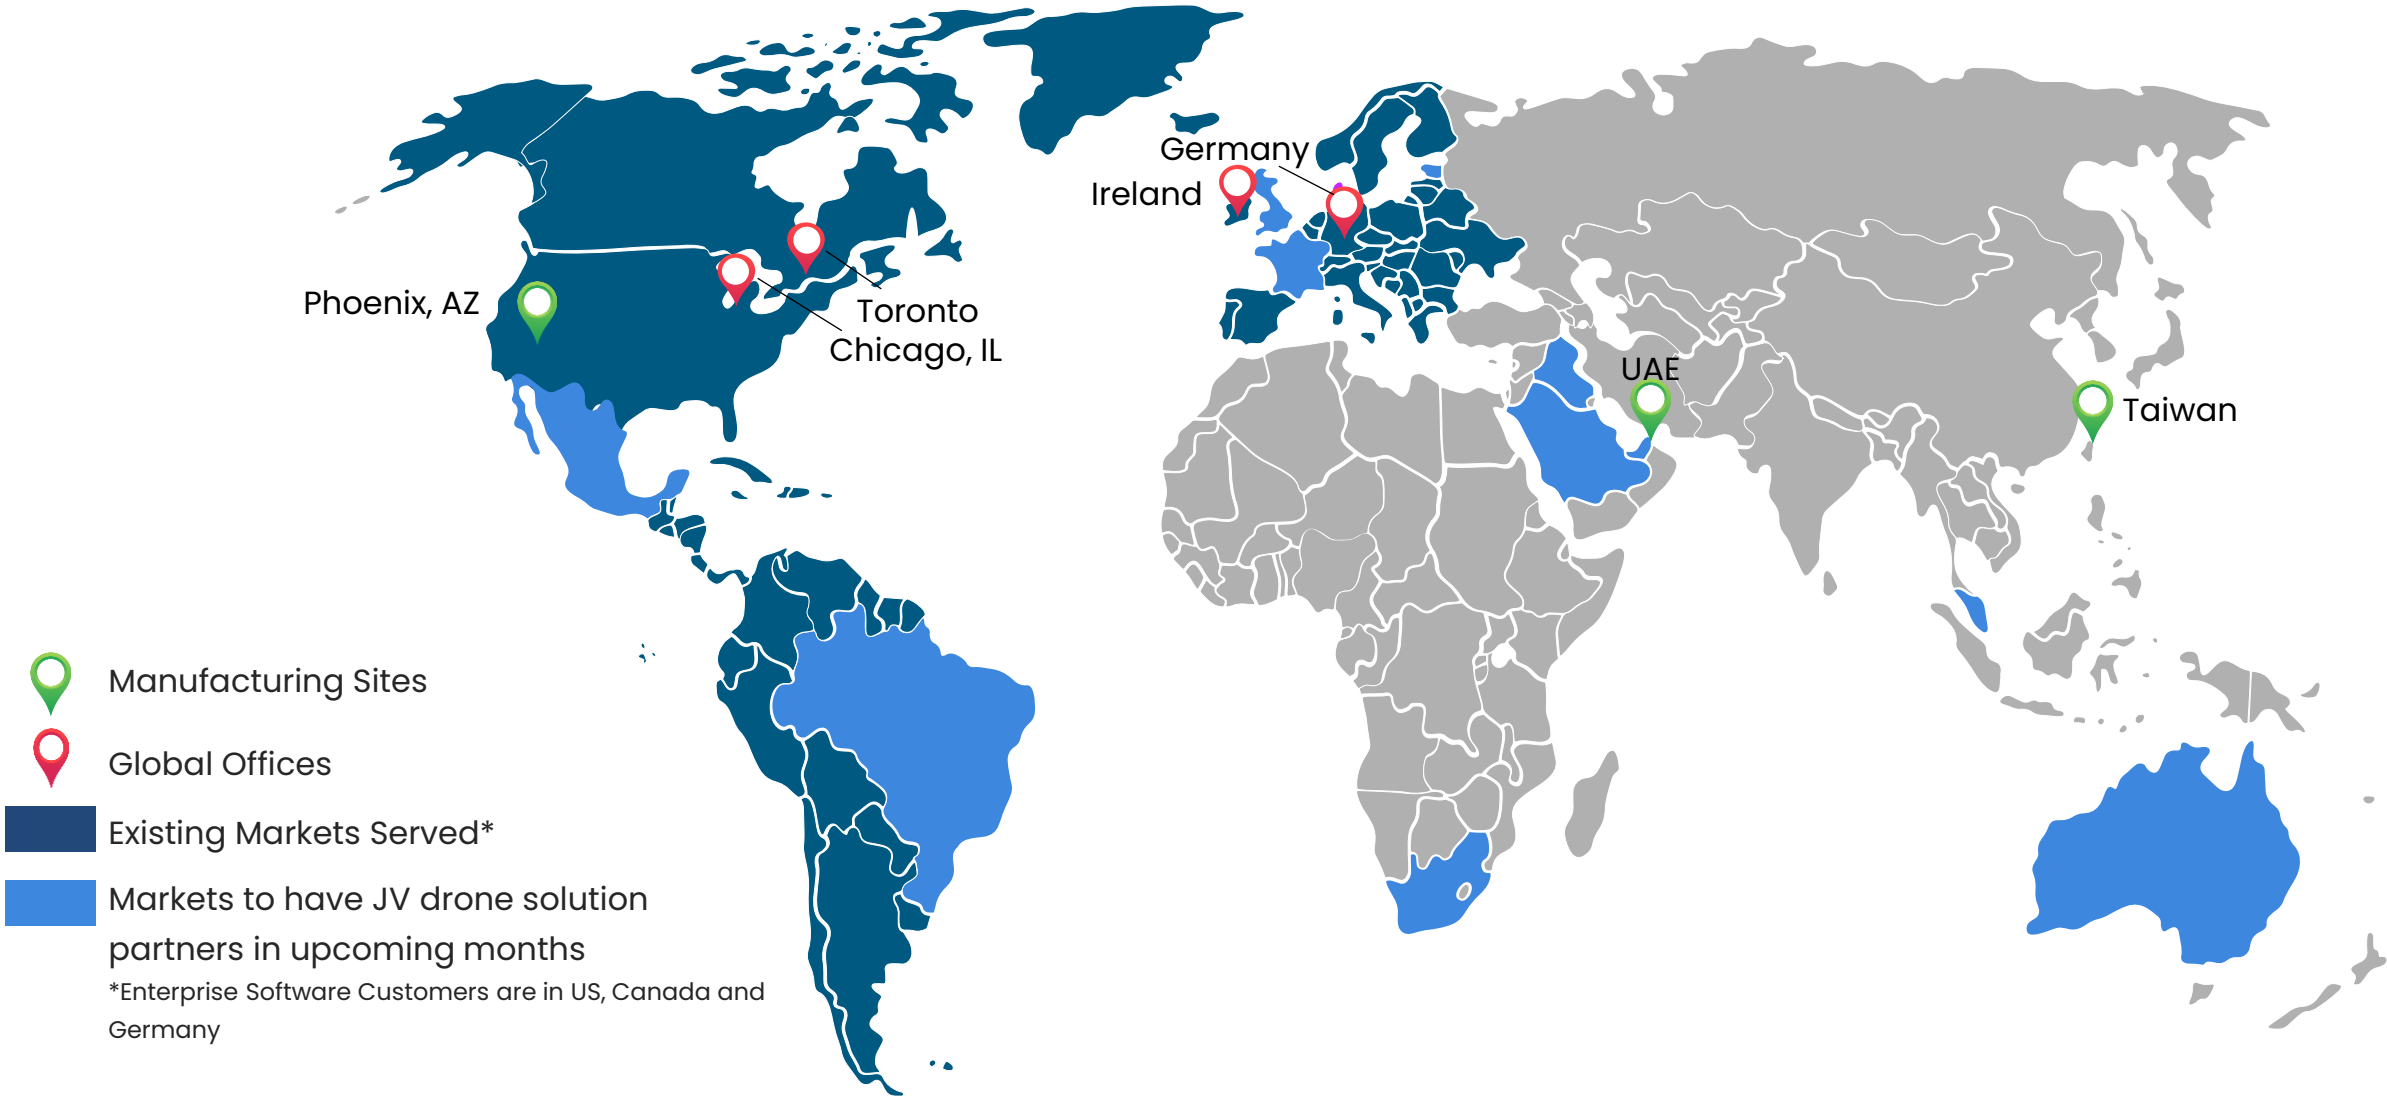 Germany
Ireland
Phoenix, AZ
Toronto
Chicago, IL
UAE
Taiwan
Manufacturing Sites
Global Offices
Existing Markets Served*
Markets to have JV drone solution
partners in upcoming months
*Enterprise Software Customers are in US, Canada and
Germany